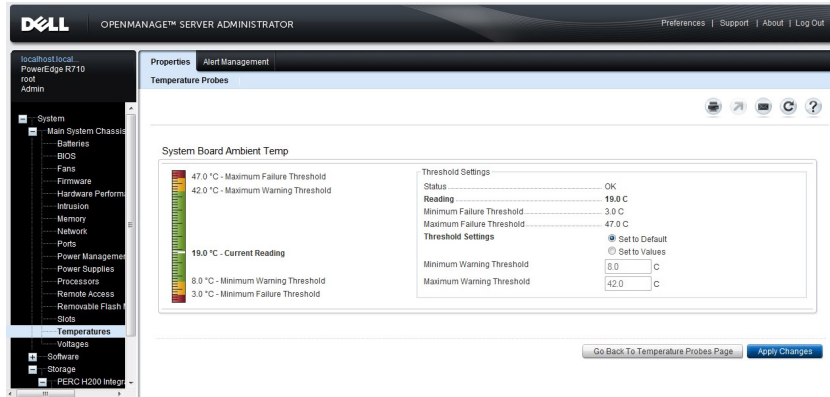 DELL OPENMANAGE™ SERVER ADMINISTRATOR Preferences | Support | About | Log Out
localhost.local...
PowerEdge R710
root
Admin
Properties Alert Management
Temperature Probes
System
Main System Chassis
Batteries
BIOS
Fans
Firmware
Hardware Performa
Intrusion
Memory
Network
Ports
Power Managemen
Power Supplies
Processors
Remote Access
Removable Flash M
Slots
Temperatures
Voltages
Software
Storage
PERC H200 Integra
System Board Ambient Temp
47.0 °C - Maximum Failure Threshold
42.0 °C - Maximum Warning Threshold
19.0 °C - Current Reading
8.0 °C - Minimum Warning Threshold
3.0 °C - Minimum Failure Threshold
Threshold Settings
Status OK
Reading 19.0 C
Minimum Failure Threshold 3.0 C
Maximum Failure Threshold 47.0 C
Threshold Settings Set to Default
Set to Values
Minimum Warning Threshold 8.0 C
Maximum Warning Threshold 42.0 C
Go Back To Temperature Probes Page Apply Changes